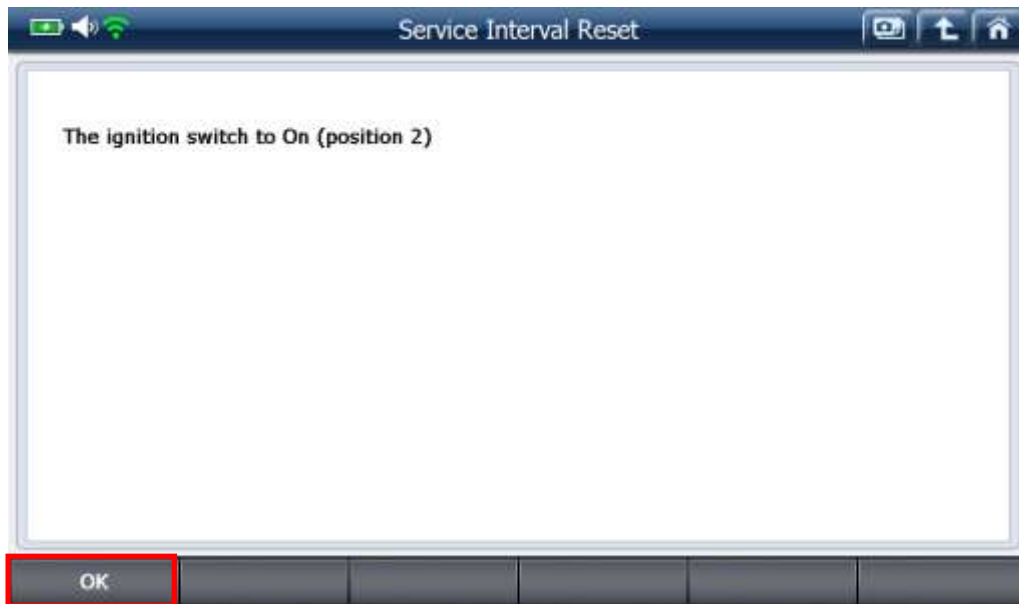 Service Interval Reset
The ignition switch to On (position 2)
OK